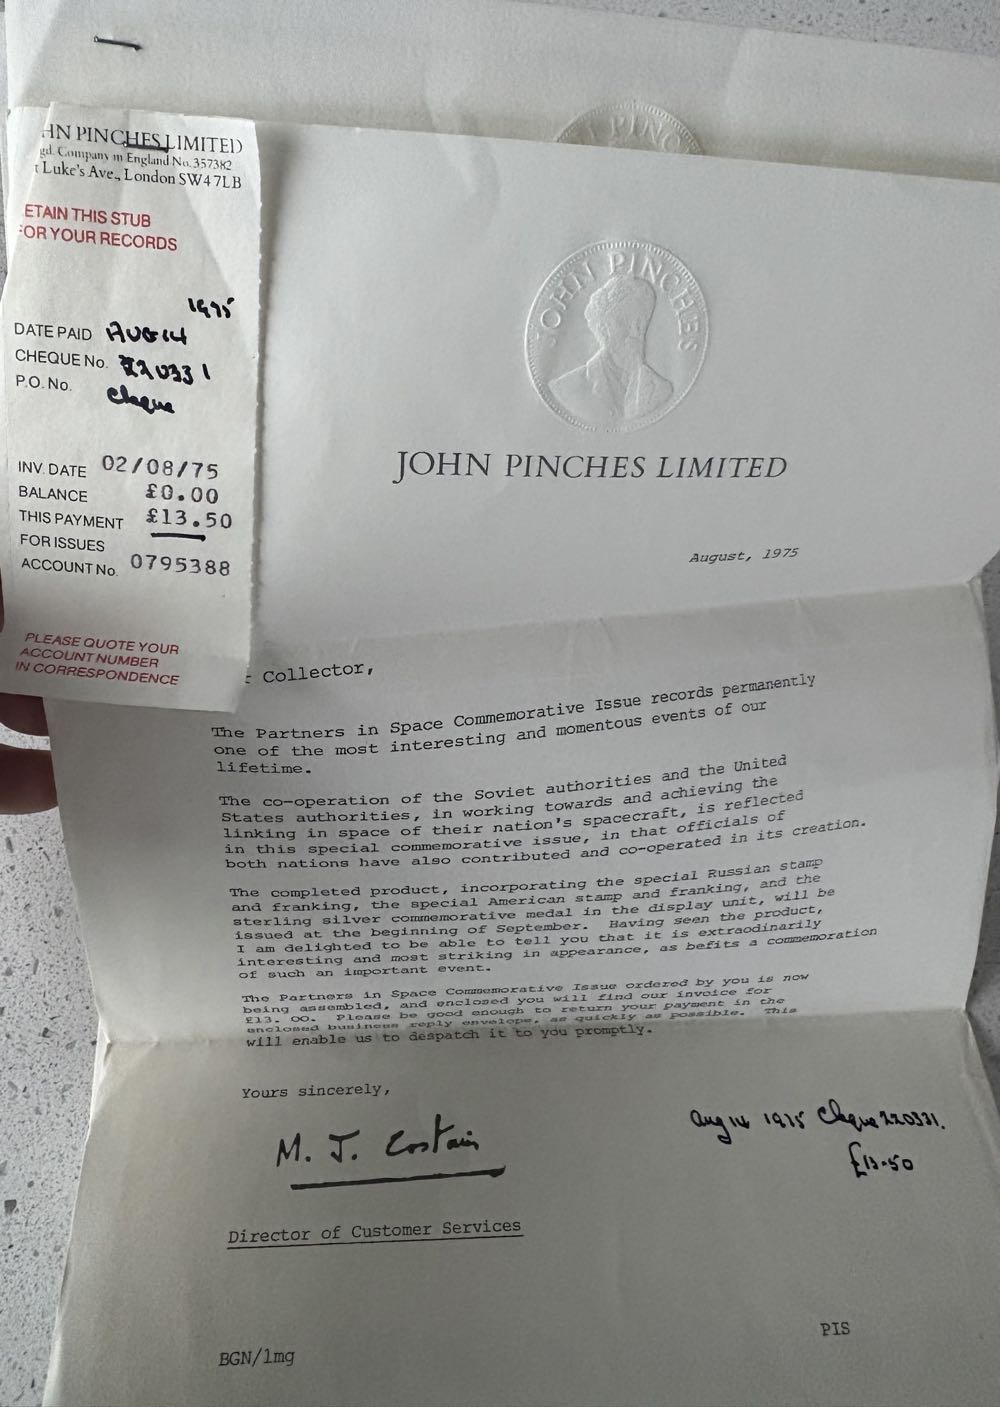 HN PINCHES LIMITED
gd. Company in England No. 357382
Luke's Ave., London SW4 7LB
ETAIN THIS STUB
FOR YOUR RECORDS
1975
DATE PAID AUG 14
CHEQUE No. 220331
P.O. No. cheque
INV. DATE 02/08/75
BALANCE £0.00
THIS PAYMENT £13.50
FOR ISSUES
ACCOUNT No. 0795388
PLEASE QUOTE YOUR
ACCOUNT NUMBER
IN CORRESPONDENCE
PINC
JOHN PINCHES
JOHN PINCHES LIMITED
August, 1975
r Collector,
The Partners in Space Commemorative Issue records permanently
one of the most interesting and momentous events of our
lifetime.
The co-operation of the Soviet authorities and the United
States authorities, in working towards and achieving the
linking in space of their nation's spacecraft, is reflected
in this special commemorative issue, in that officials of
both nations have also contributed and co-operated in its creation.
The completed product, incorporating the special Russian stamp
and franking, the special American stamp and franking, and the
sterling silver commemorative medal in the display unit, will be
issued at the beginning of September. Having seen the product,
I am delighted to be able to tell you that it is extraodinarily
interesting and most striking in appearance, as befits a commemoration
of such an important event.
The Partners in Space Commemorative Issue ordered by you is now
being assembled, and enclosed you will find our invoice for
£13. 00. Please be good enough to return your payment in the
enclosed business reply envelope, as quickly as possible. This
will enable us to despatch it to you promptly.
Yours sincerely,
M. J. Costain
Director of Customer Services
Aug 14 1975 Cheque 220331.
£13.50
PIS
BGN/lmg